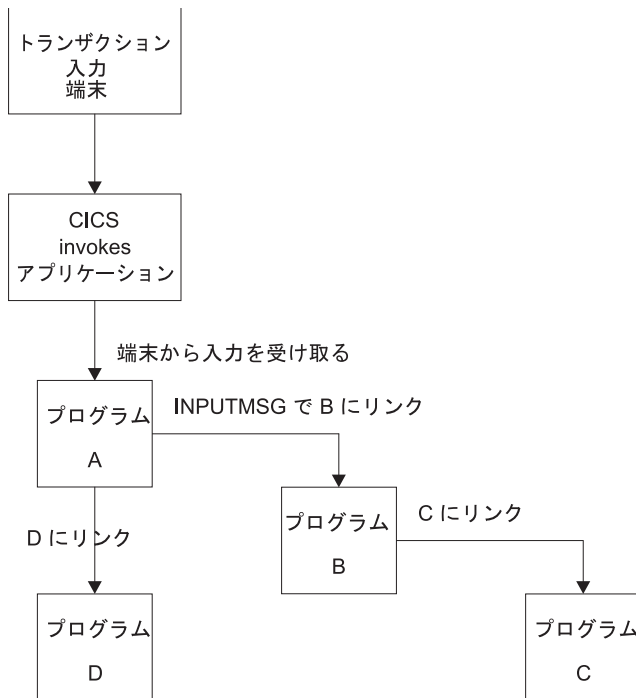 トランザクション
入力
端末
CICS
invokes
アプリケーション
端末から入力を受け取る
プログラム
A
INPUTMSG で B にリンク
プログラム
B
C にリンク
D にリンク
プログラム
D
プログラム
C